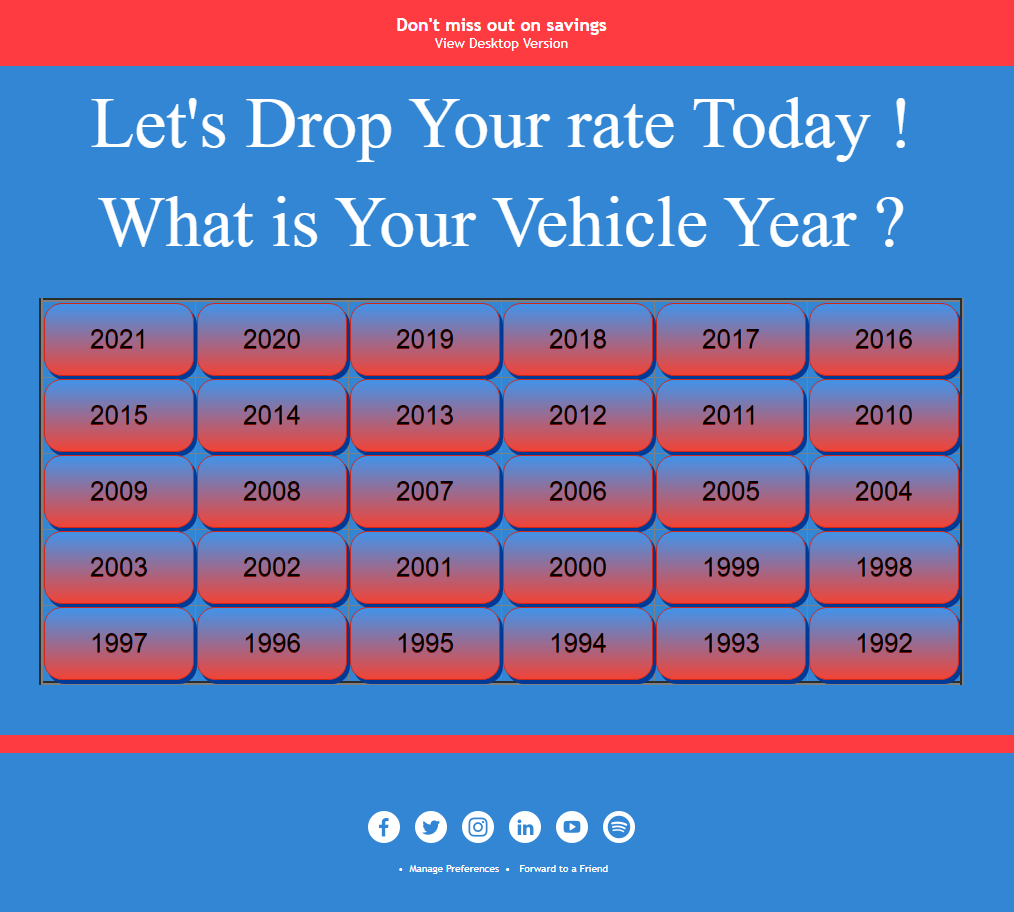 Don't miss out on savings
View Desktop Version
Let's Drop Your rate Today !
What is Your Vehicle Year ?
2021 2020 2019 2018 2017 2016
2015 2014 2013 2012 2011 2010
2009 2008 2007 2006 2005 2004
2003 2002 2001 2000 1999 1998
1997 1996 1995 1994 1993 1992
• Manage Preferences • Forward to a Friend